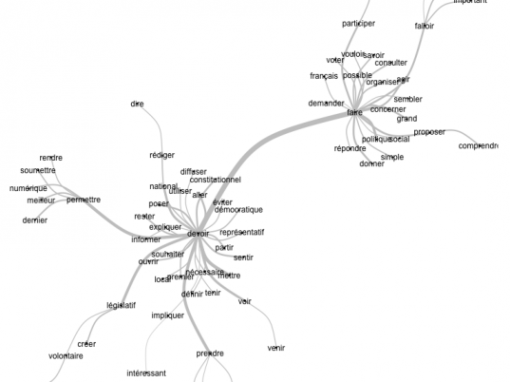 important
participer
falloir
vouloir
savoir
voter
consulter
français
possible
organiser
demander
sembler
faire
concerner
grand
dire
proposer
politique
social
comprendre
répondre
simple
donner
rédiger
rendre
soumettre
diffuser
national
constitutionnel
numérique
utiliser
aller
meilleur
permettre
poser
éviter
démocratique
dernier
rester
expliquer
devoir
représentatif
informer
partir
souhaiter
ouvrir
sentir
nécessaire
mettre
local
premier
définir
tenir
voir
législatif
impliquer
créer
volontaire
prendre
venir
intéressant